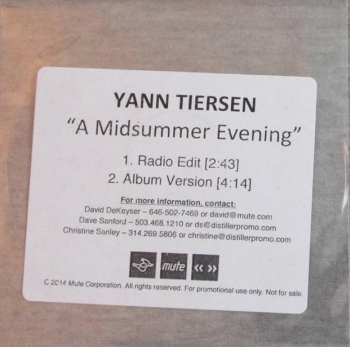 YANN TIERSEN
"A Midsummer Evening"
1. Radio Edit [2:43]
2. Album Version [4:14]
For more information, contact:
David DeKeyser – 646-502-7469 or david@mute.com
Dave Sanford – 503.468.1210 or ds@distillerpromo.com
Christine Sanley – 314.269.5806 or christine@distillerpromo.com
mute « »
C 2014 Mute Corporation. All rights reserved. For promotional use only. Not for sale.